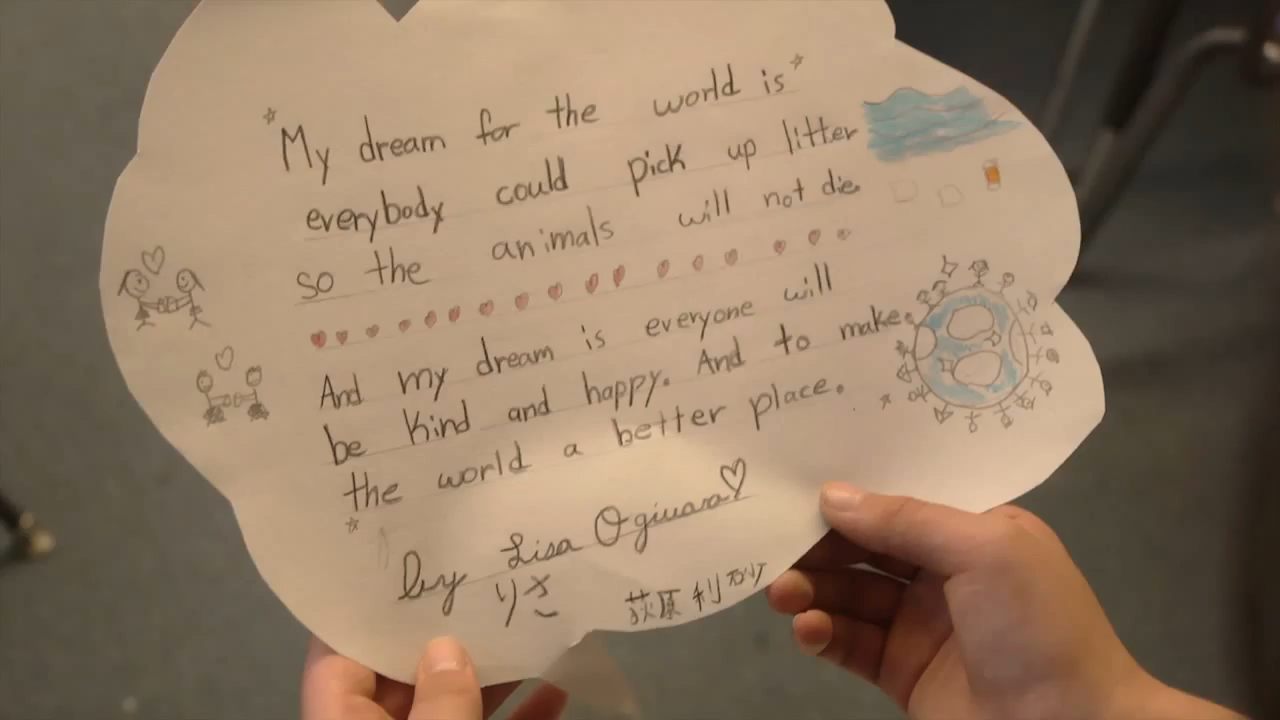 My dream for the world is
everybody could pick up litter
so the animals will not die.
And my dream is everyone will
be kind and happy. And to make
the world a better place.
by Lisa Ogiwara
りさ 荻原利砂